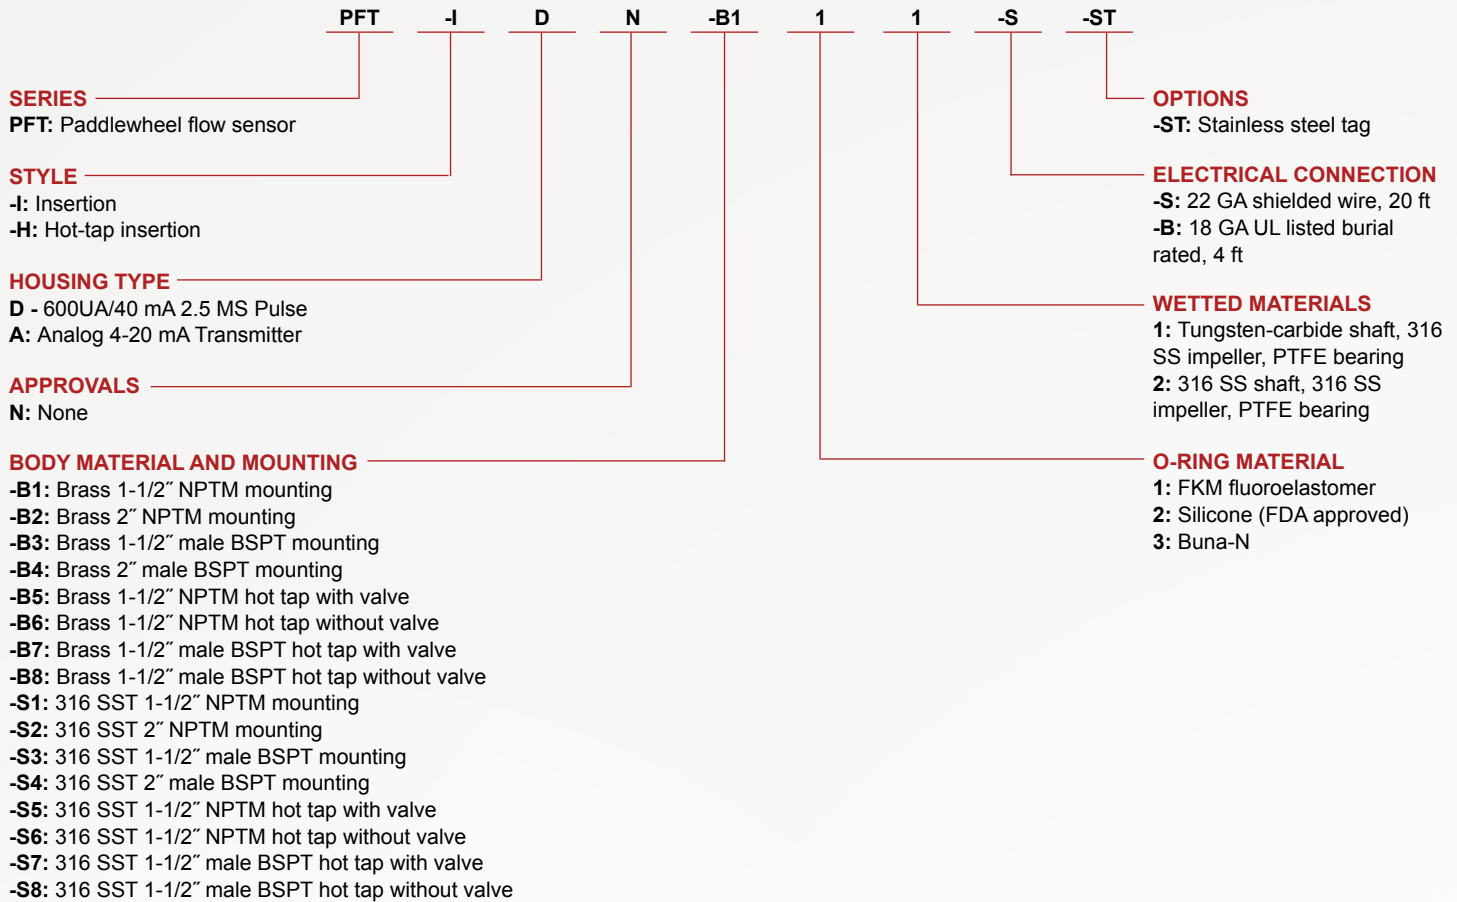 PFT -I D N -B1 1 1 -S -ST
SERIES
PFT: Paddlewheel flow sensor
STYLE
-I: Insertion
-H: Hot-tap insertion
HOUSING TYPE
D - 600UA/40 mA 2.5 MS Pulse
A: Analog 4-20 mA Transmitter
APPROVALS
N: None
BODY MATERIAL AND MOUNTING
-B1: Brass 1-1/2˝ NPTM mounting
-B2: Brass 2˝ NPTM mounting
-B3: Brass 1-1/2˝ male BSPT mounting
-B4: Brass 2˝ male BSPT mounting
-B5: Brass 1-1/2˝ NPTM hot tap with valve
-B6: Brass 1-1/2˝ NPTM hot tap without valve
-B7: Brass 1-1/2˝ male BSPT hot tap with valve
-B8: Brass 1-1/2˝ male BSPT hot tap without valve
-S1: 316 SST 1-1/2˝ NPTM mounting
-S2: 316 SST 2˝ NPTM mounting
-S3: 316 SST 1-1/2˝ male BSPT mounting
-S4: 316 SST 2˝ male BSPT mounting
-S5: 316 SST 1-1/2˝ NPTM hot tap with valve
-S6: 316 SST 1-1/2˝ NPTM hot tap without valve
-S7: 316 SST 1-1/2˝ male BSPT hot tap with valve
-S8: 316 SST 1-1/2˝ male BSPT hot tap without valve
OPTIONS
-ST: Stainless steel tag
ELECTRICAL CONNECTION
-S: 22 GA shielded wire, 20 ft
-B: 18 GA UL listed burial
rated, 4 ft
WETTED MATERIALS
1: Tungsten-carbide shaft, 316
SS impeller, PTFE bearing
2: 316 SS shaft, 316 SS
impeller, PTFE bearing
O-RING MATERIAL
1: FKM fluoroelastomer
2: Silicone (FDA approved)
3: Buna-N